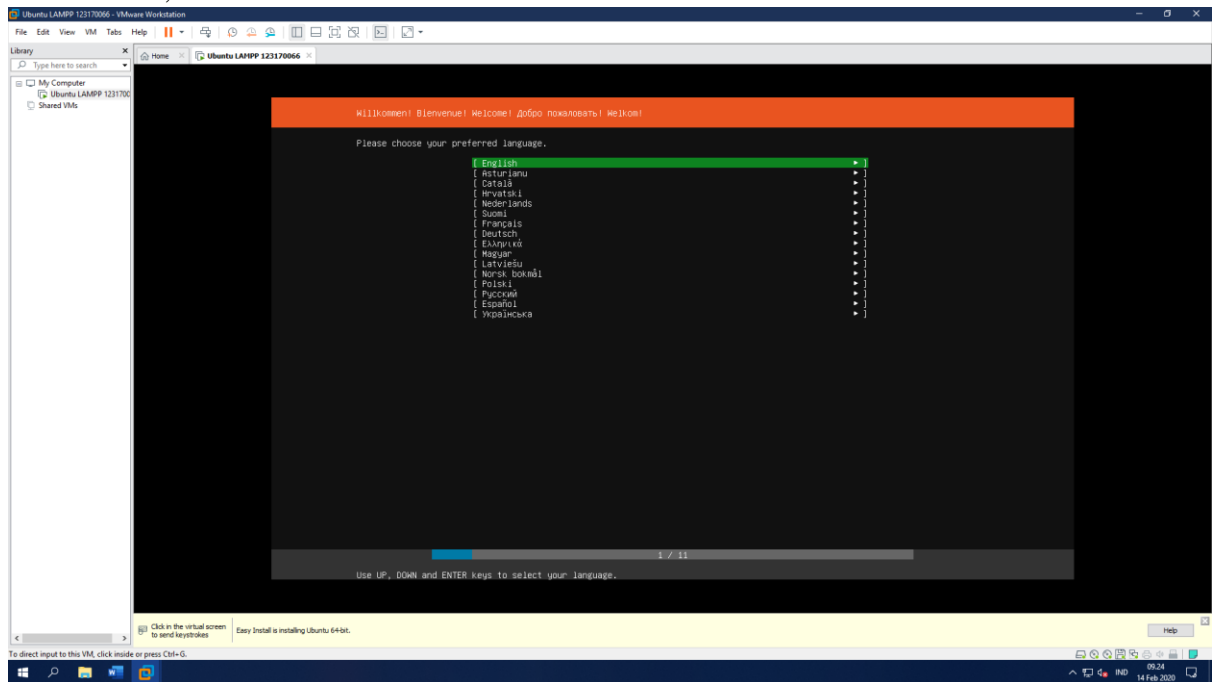 Ubuntu LAMPP 123170066 - VMware Workstation
File Edit View VM Tabs Help
Library
Type here to search
Home
Ubuntu LAMPP 123170066
My Computer
Ubuntu LAMPP 1231700
Shared VMs
Willkommen! Bienvenue! Welcome! Добро пожаловать! Welkom!
Please choose your preferred language.
[ English ► ]
[ Asturianu ► ]
[ Català ► ]
[ Hrvatski ► ]
[ Nederlands ► ]
[ Suomi ► ]
[ Français ► ]
[ Deutsch ► ]
[ Ελληνικά ► ]
[ Magyar ► ]
[ Latviešu ► ]
[ Norsk bokmål ► ]
[ Polski ► ]
[ Русский ► ]
[ Español ► ]
[ Українська ► ]
1 / 11
Use UP, DOWN and ENTER keys to select your language.
Click in the virtual screen
to send keystrokes
Easy Install is installing Ubuntu 64-bit.
Help
To direct input to this VM, click inside or press Ctrl+G.
IND
09.24
14 Feb 2020